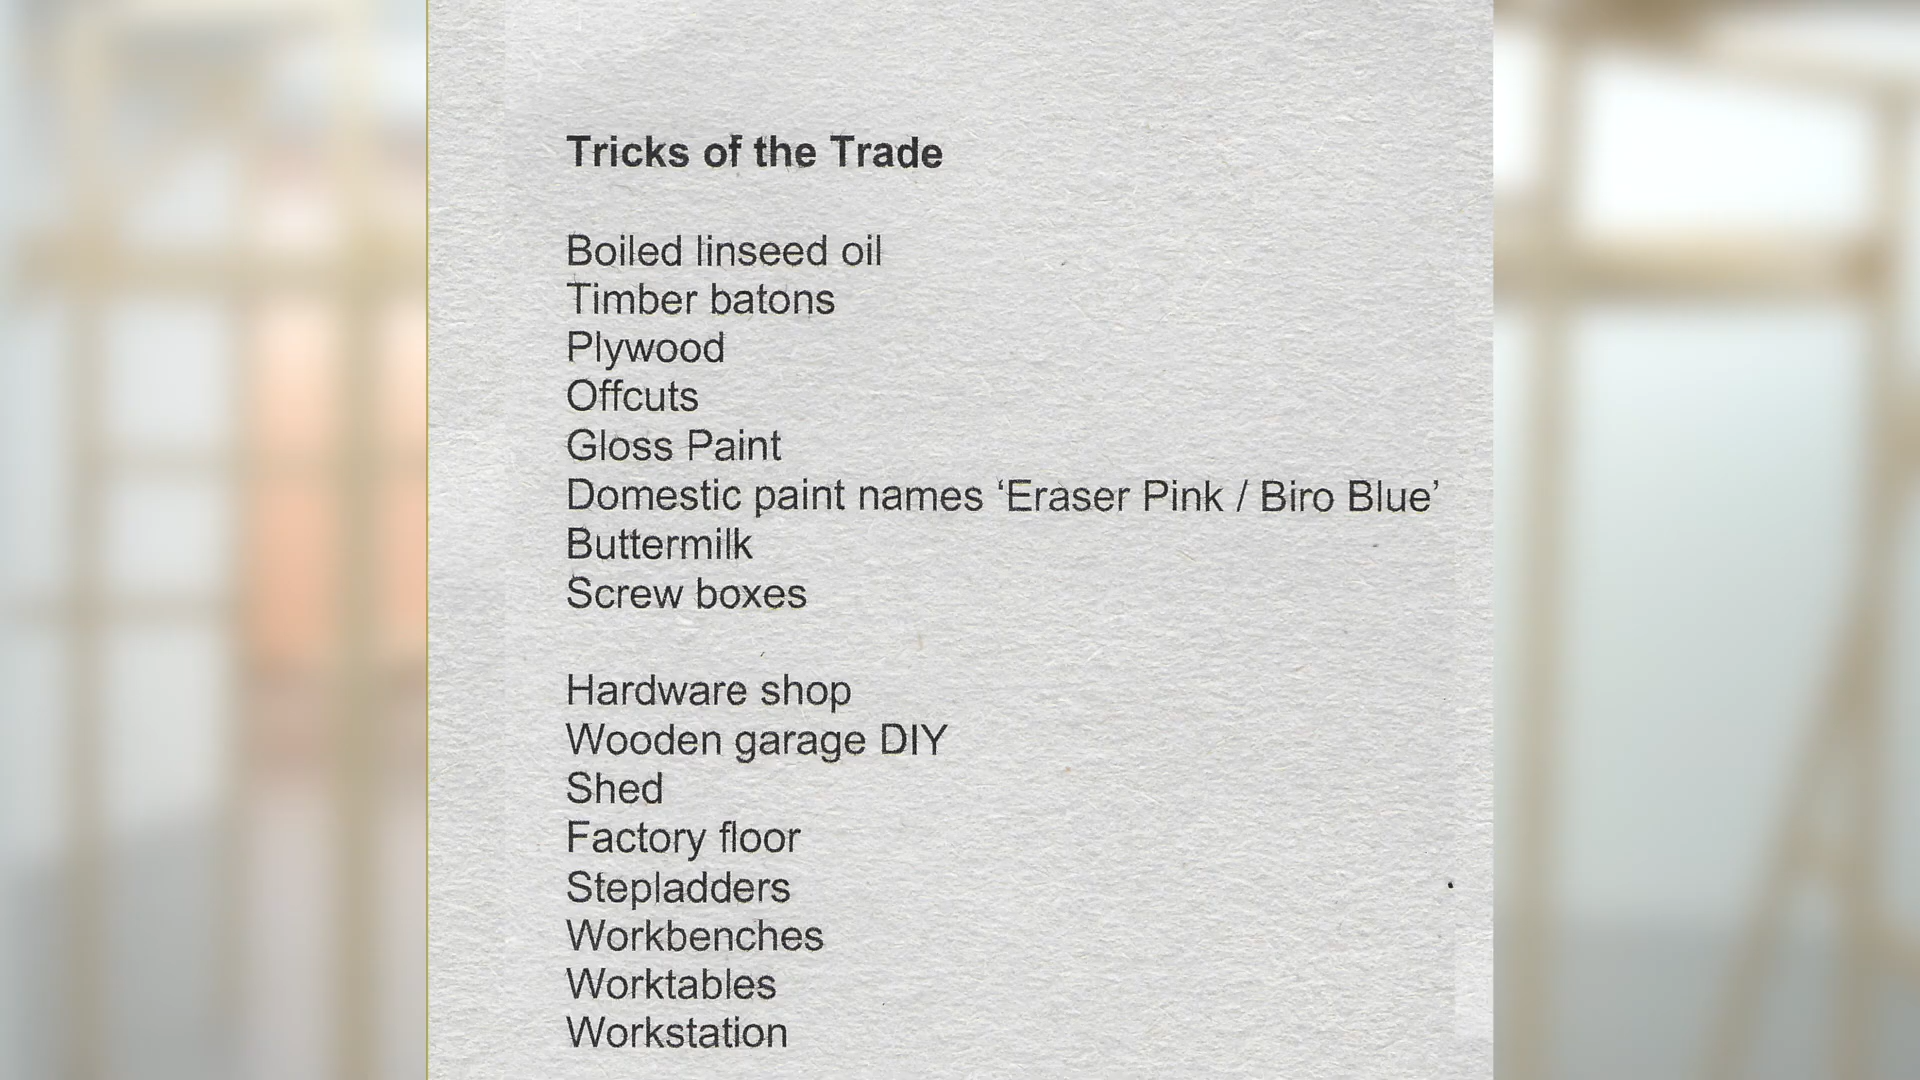 Tricks of the Trade
Boiled linseed oil
Timber batons
Plywood
Offcuts
Gloss Paint
Domestic paint names ‘Eraser Pink / Biro Blue’
Buttermilk
Screw boxes
Hardware shop
Wooden garage DIY
Shed
Factory floor
Stepladders
Workbenches
Worktables
Workstation